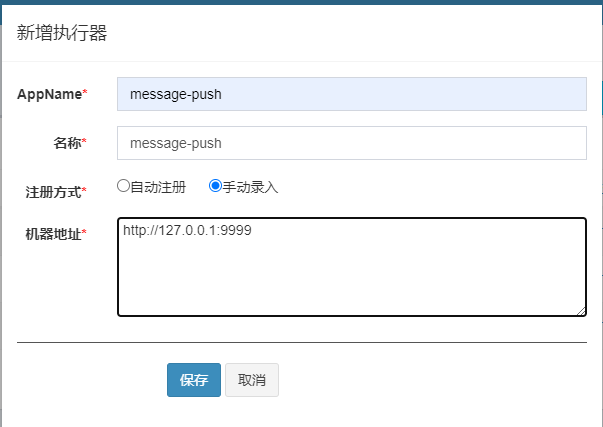 新增执行器
AppName* message-push
名称* message-push
注册方式* 自动注册 手动录入
机器地址* http://127.0.0.1:9999
保存 取消